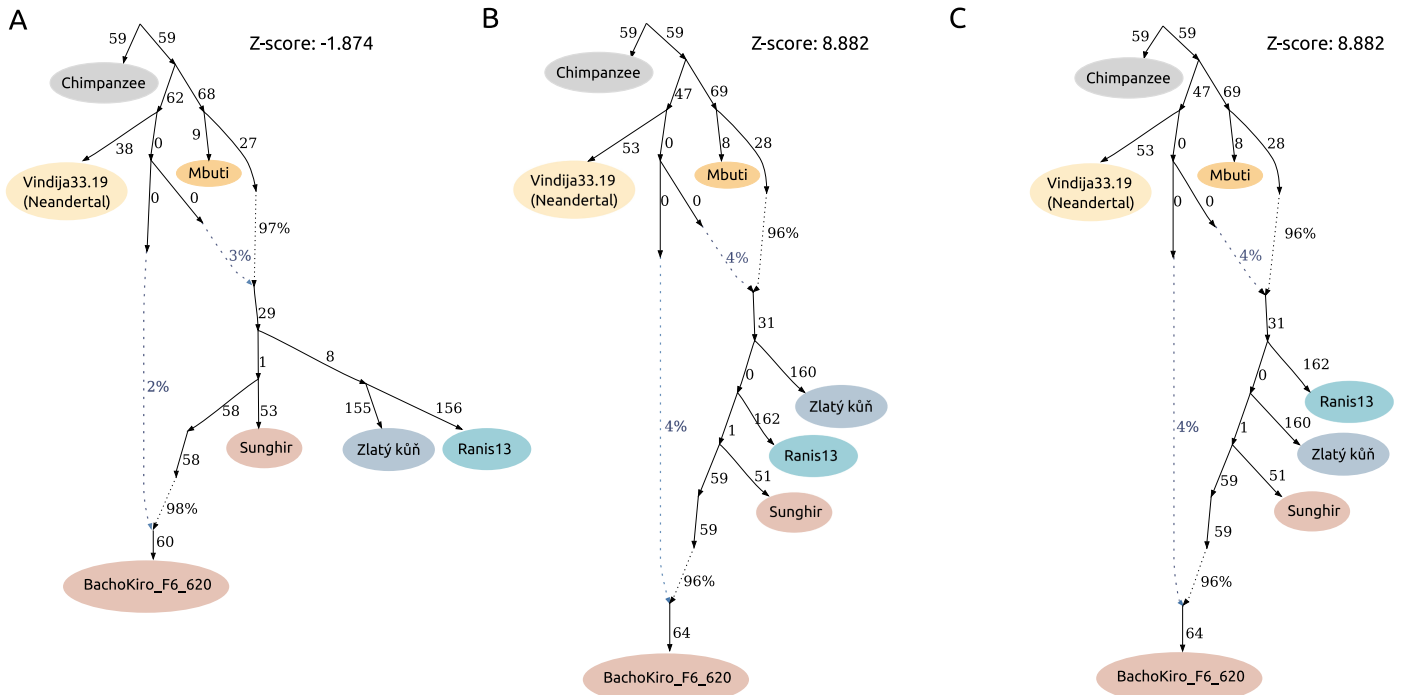 A
59
59
Z-score: -1.874
Chimpanzee
62
68
38
0
9
27
Vindija33.19
(Neandertal)
Mbuti
0
0
97%
3%
29
1
8
2%
58
53
155
156
Sunghir
Zlatý kůň
Ranis13
58
98%
60
BachoKiro_F6_620
B
59
59
Z-score: 8.882
Chimpanzee
47
69
53
0
8
28
Vindija33.19
(Neandertal)
Mbuti
0
0
96%
4%
31
0
160
Zlatý kůň
4%
1
162
Ranis13
59
51
Sunghir
59
96%
64
BachoKiro_F6_620
C
59
59
Z-score: 8.882
Chimpanzee
47
69
53
0
8
28
Vindija33.19
(Neandertal)
Mbuti
0
0
96%
4%
31
0
162
Ranis13
4%
1
160
Zlatý kůň
59
51
Sunghir
59
96%
64
BachoKiro_F6_620